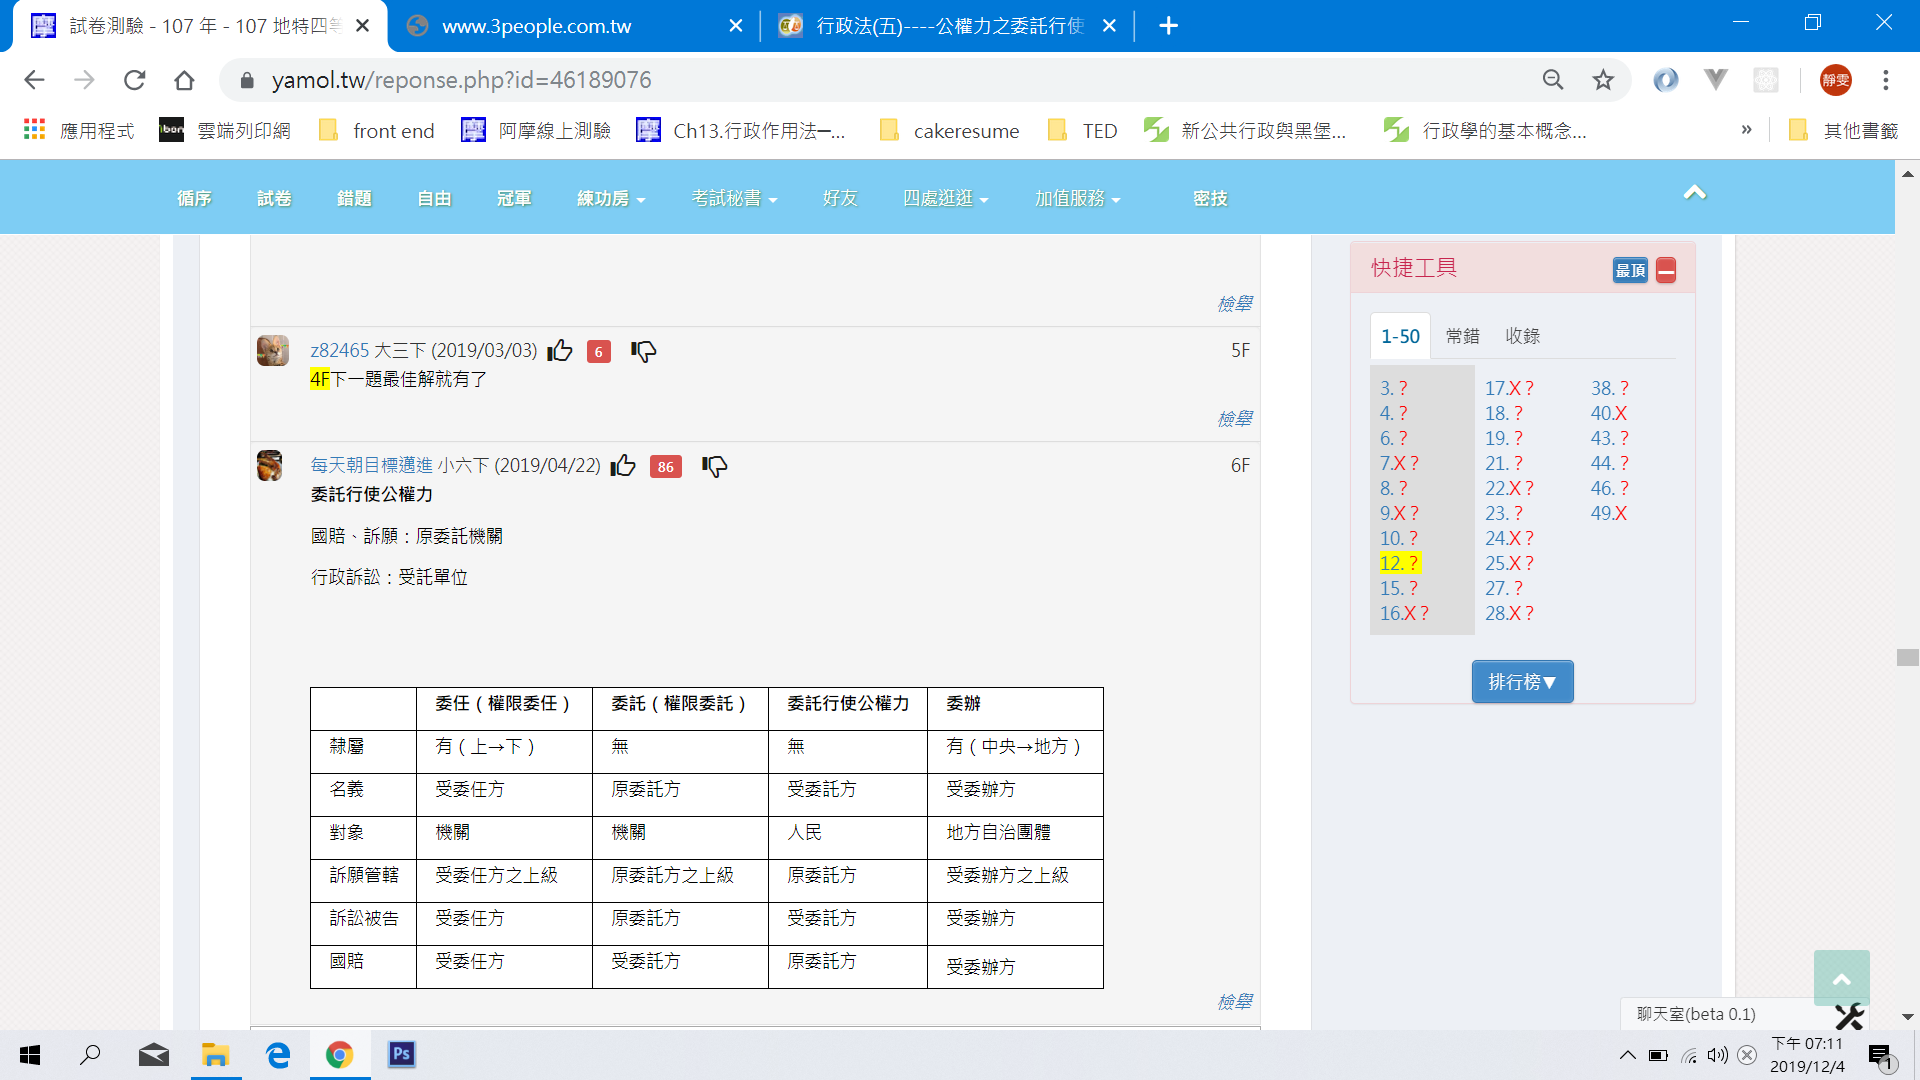 試卷測驗 - 107 年 - 107 地特四等
www.3people.com.tw
行政法(五)----公權力之委託行使
yamol.tw/reponse.php?id=46189076
靜雯
應用程式
ibon
雲端列印網
front end
阿摩線上測驗
Ch13.行政作用法─...
cakeresume
TED
新公共行政與黑堡...
行政學的基本概念...
»
其他書籤
循序
試卷
錯題
自由
冠軍
練功房
考試秘書
好友
四處逛逛
加值服務
密技
檢舉
z82465 大三下 (2019/03/03) 6 5F
4F下一題最佳解就有了
檢舉
每天朝目標邁進 小六下 (2019/04/22) 86 6F
委託行使公權力
國賠、訴願：原委託機關
行政訴訟：受託單位
委任（權限委任） 委託（權限委託） 委託行使公權力 委辦
隸屬 有（上→下） 無 無 有（中央→地方）
名義 受委任方 原委託方 受委託方 受委辦方
對象 機關 機關 人民 地方自治團體
訴願管轄 受委任方之上級 原委託方之上級 原委託方 受委辦方之上級
訴訟被告 受委任方 原委託方 受委託方 受委辦方
國賠 受委任方 受委託方 原委託方 受委辦方
檢舉
快捷工具 最頂
1-50 常錯 收錄
3. ? 17.X ? 38. ?
4. ? 18. ? 40.X
6. ? 19. ? 43. ?
7.X ? 21. ? 44. ?
8. ? 22.X ? 46. ?
9.X ? 23. ? 49.X
10. ? 24.X ?
12. ? 25.X ?
15. ? 27. ?
16.X ? 28.X ?
排行榜▼
聊天室(beta 0.1)
Ps
下午 07:11
2019/12/4
1